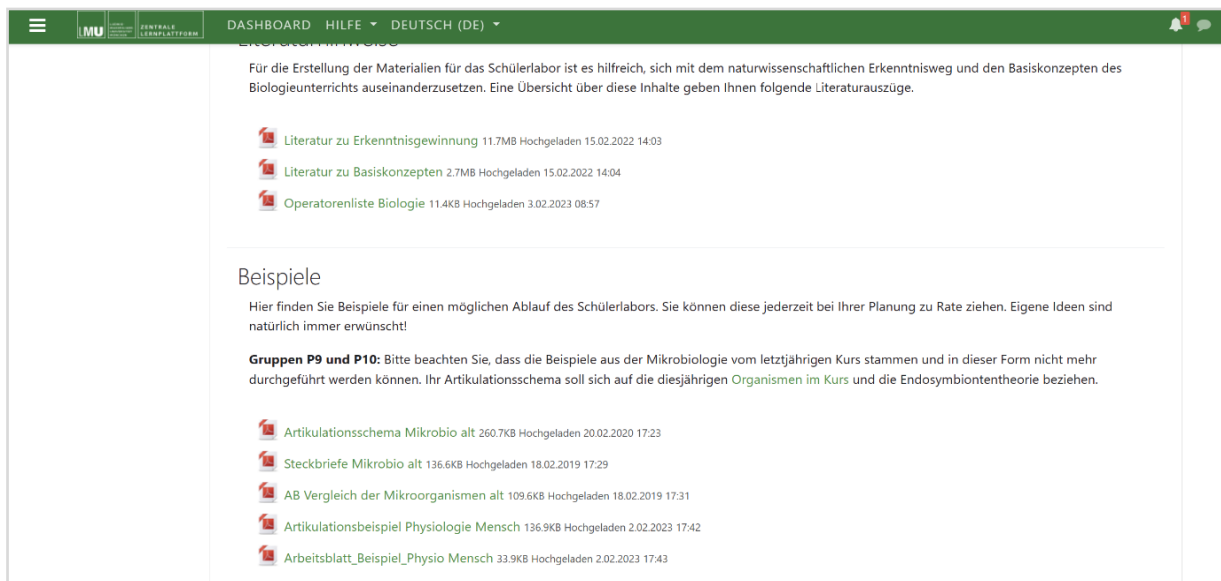 LMU ZENTRALE
LERNPLATTFORM
DASHBOARD HILFE DEUTSCH (DE)
1
Literaturhinweise
Für die Erstellung der Materialien für das Schülerlabor ist es hilfreich, sich mit dem naturwissenschaftlichen Erkenntnisweg und den Basiskonzepten des
Biologieunterrichts auseinanderzusetzen. Eine Übersicht über diese Inhalte geben Ihnen folgende Literaturauszüge.
Literatur zu Erkenntnisgewinnung 11.7MB Hochgeladen 15.02.2022 14:03
Literatur zu Basiskonzepten 2.7MB Hochgeladen 15.02.2022 14:04
Operatorenliste Biologie 11.4KB Hochgeladen 3.02.2023 08:57
Beispiele
Hier finden Sie Beispiele für einen möglichen Ablauf des Schülerlabors. Sie können diese jederzeit bei Ihrer Planung zu Rate ziehen. Eigene Ideen sind
natürlich immer erwünscht!
Gruppen P9 und P10: Bitte beachten Sie, dass die Beispiele aus der Mikrobiologie vom letztjährigen Kurs stammen und in dieser Form nicht mehr
durchgeführt werden können. Ihr Artikulationsschema soll sich auf die diesjährigen Organismen im Kurs und die Endosymbiontentheorie beziehen.
Artikulationsschema Mikrobio alt 260.7KB Hochgeladen 20.02.2020 17:23
Steckbriefe Mikrobio alt 136.6KB Hochgeladen 18.02.2019 17:29
AB Vergleich der Mikroorganismen alt 109.6KB Hochgeladen 18.02.2019 17:31
Artikulationsbeispiel Physiologie Mensch 136.9KB Hochgeladen 2.02.2023 17:42
Arbeitsblatt_Beispiel_Physio Mensch 33.9KB Hochgeladen 2.02.2023 17:43